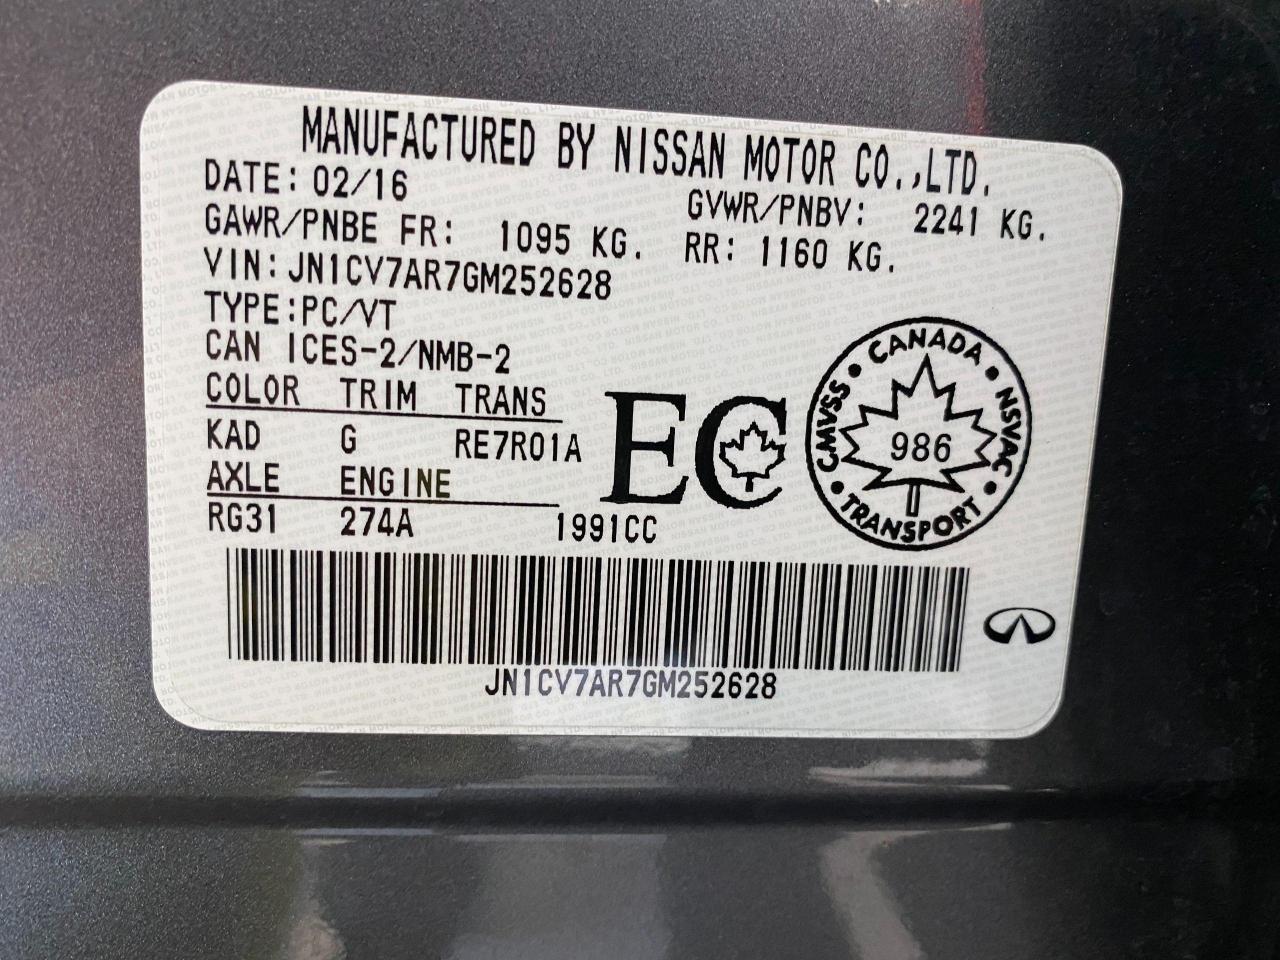 MANUFACTURED BY NISSAN MOTOR CO.,LTD.
DATE: 02/16 GVWR/PNBV: 2241 KG.
GAWR/PNBE FR: 1095 KG. RR: 1160 KG.
VIN: JN1CV7AR7GM252628
TYPE:PC/VT
CAN ICES-2/NMB-2
COLOR TRIM TRANS
KAD G RE7R01A
AXLE ENGINE
RG31 274A 1991CC
EC
CANADA
CMVSS
NSVAC
986
TRANSPORT
JN1CV7AR7GM252628